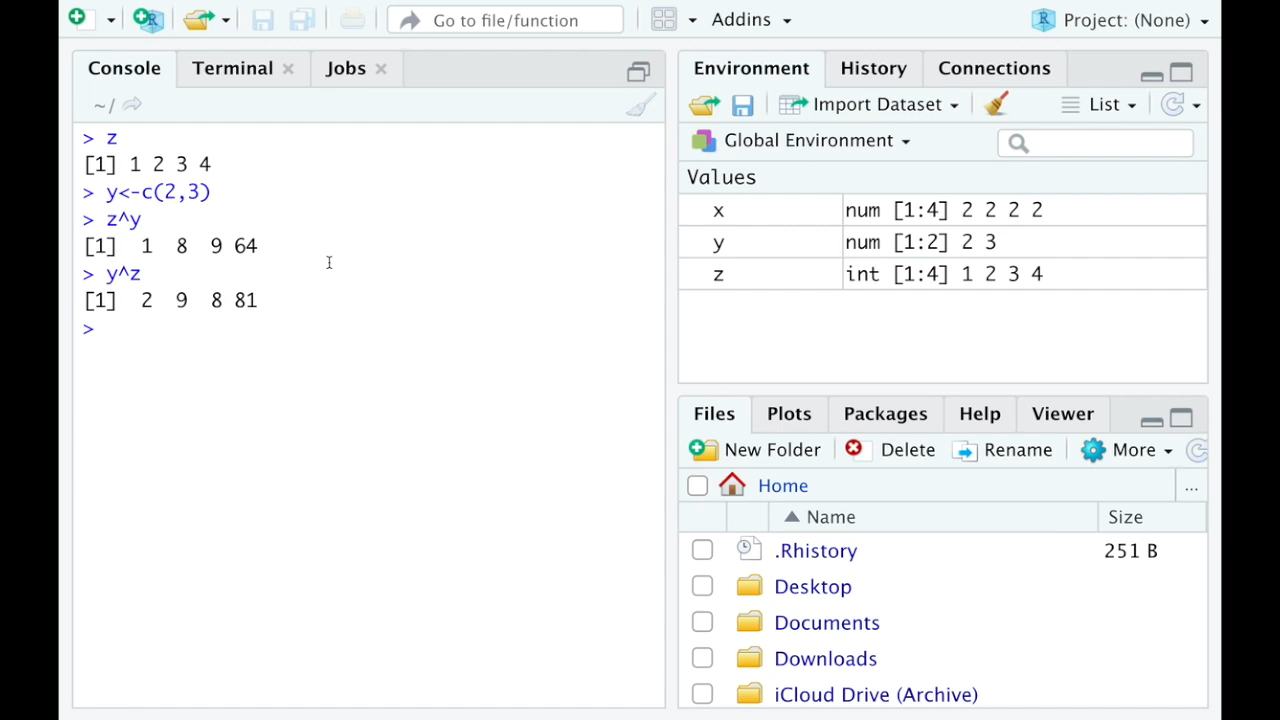 Go to file/function
Addins
Project: (None)
Console
Terminal
Jobs
~/
> z
[1] 1 2 3 4
> y<-c(2,3)
> z^y
[1]  1  8  9 64
> y^z
[1]  2  9  8 81
>
Environment
History
Connections
Import Dataset
List
Global Environment
Values
x num [1:4] 2 2 2 2
y num [1:2] 2 3
z int [1:4] 1 2 3 4
Files
Plots
Packages
Help
Viewer
New Folder
Delete
Rename
More
Home
...
Name
Size
.Rhistory 251 B
Desktop
Documents
Downloads
iCloud Drive (Archive)